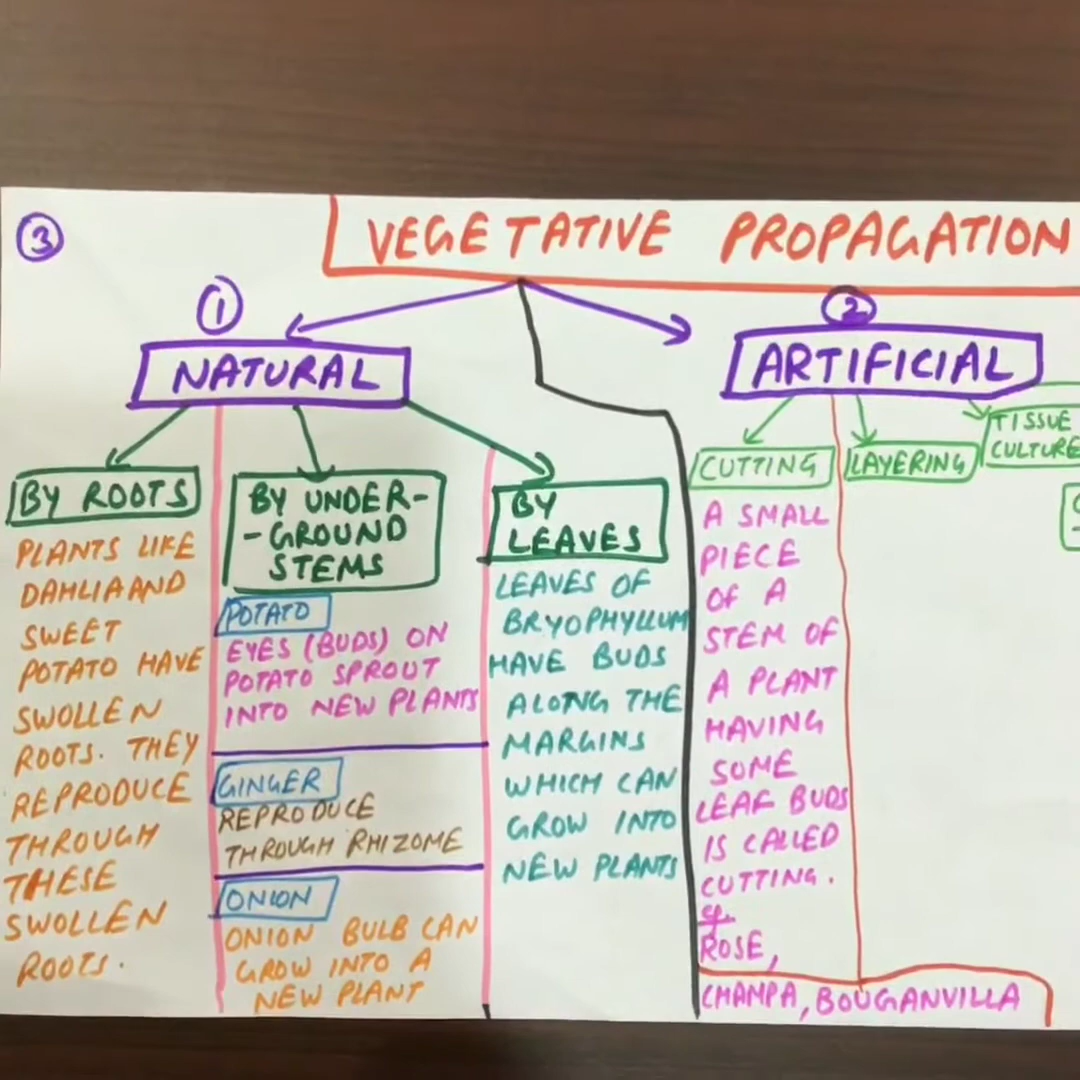 3
VEGETATIVE PROPAGATION
1
NATURAL
BY ROOTS
PLANTS LIKE
DAHLIA AND
SWEET
POTATO HAVE
SWOLLEN
ROOTS. THEY
REPRODUCE
THROUGH
THESE
SWOLLEN
ROOTS.
BY UNDER-
-GROUND
STEMS
POTATO
EYES (BUDS) ON
POTATO SPROUT
INTO NEW PLANTS
GINGER
REPRODUCE
THROUGH RHIZOME
ONION
ONION BULB CAN
GROW INTO A
NEW PLANT
BY
LEAVES
LEAVES OF
BRYOPHYLLUM
HAVE BUDS
ALONG THE
MARGINS
WHICH CAN
GROW INTO
NEW PLANTS
2
ARTIFICIAL
CUTTING
A SMALL
PIECE
OF A
STEM OF
A PLANT
HAVING
SOME
LEAF BUDS
IS CALLED
CUTTING.
eg.
ROSE,
CHAMPA, BOUGANVILLA
LAYERING
TISSUE
CULTURE